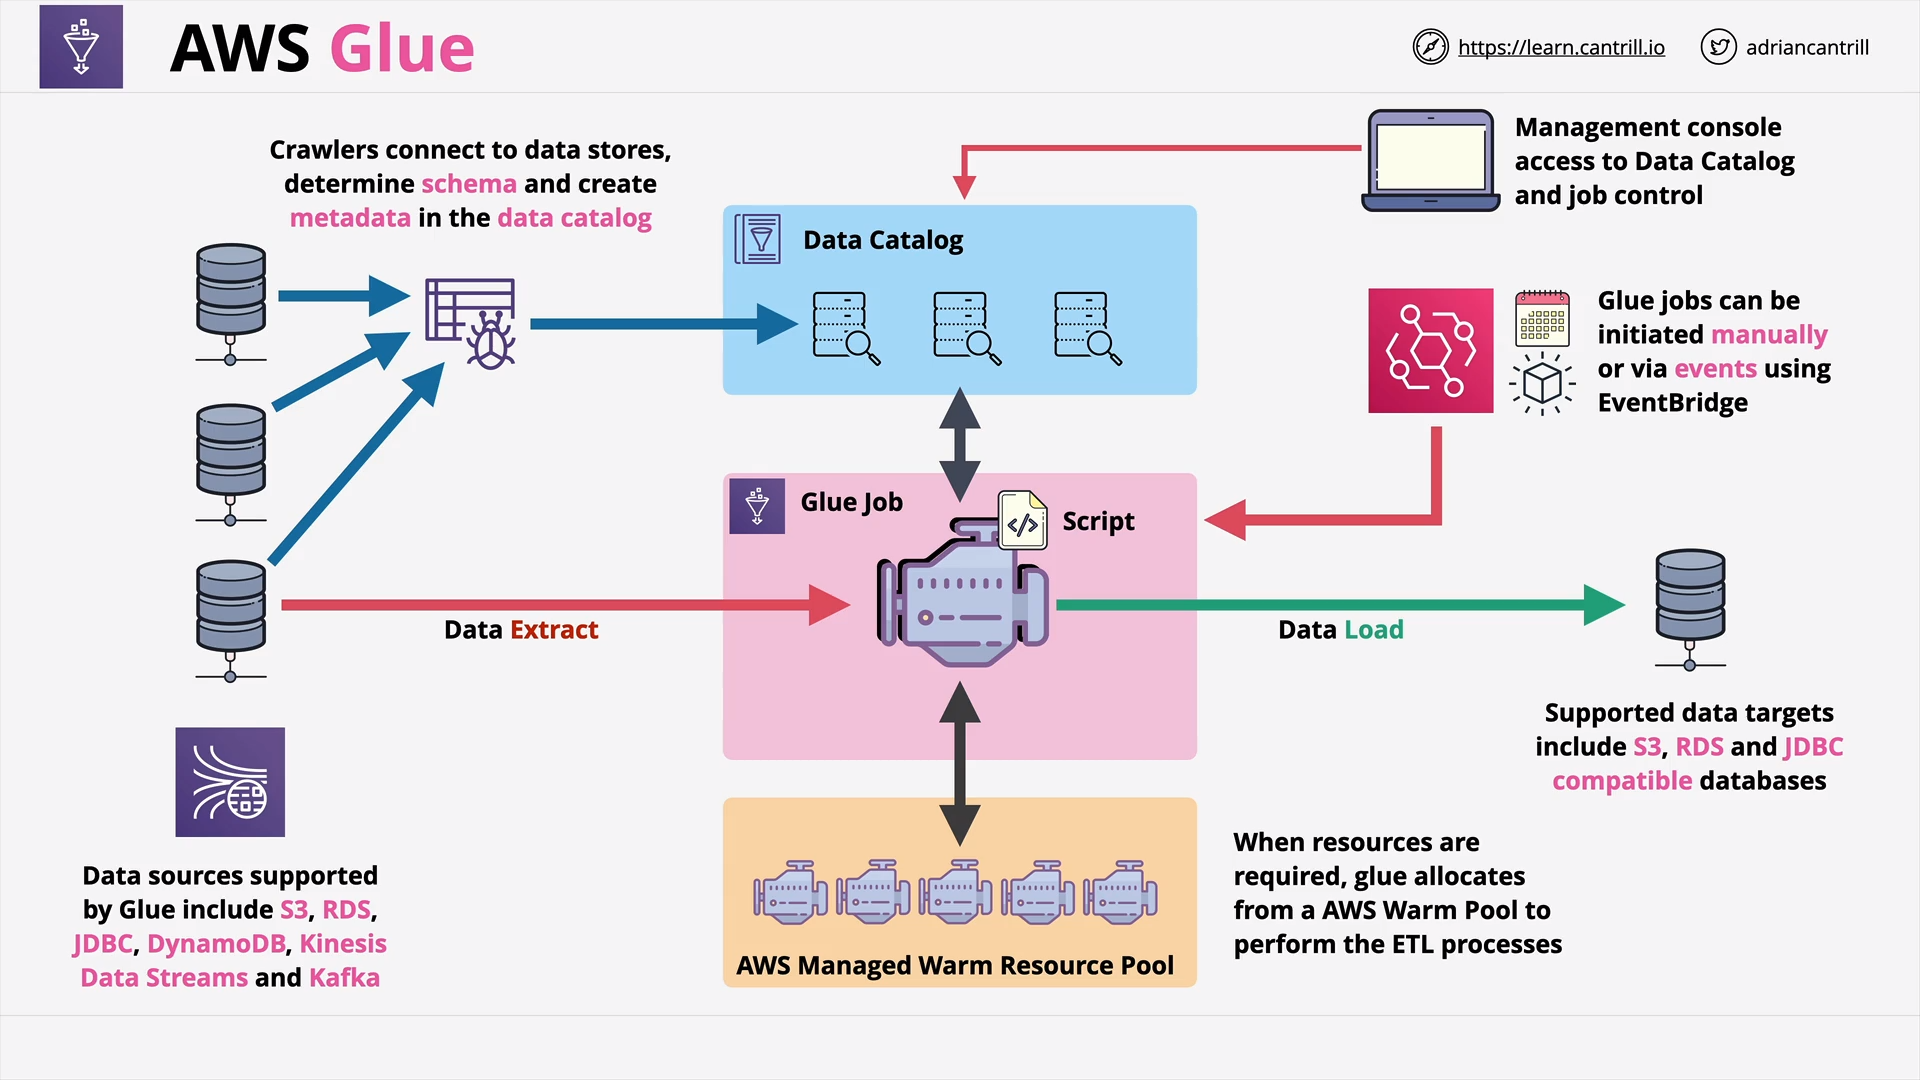 AWS Glue
https://learn.cantrill.io
adriancantrill
Crawlers connect to data stores,
determine schema and create
metadata in the data catalog
Management console
access to Data Catalog
and job control
Data Catalog
Glue jobs can be
initiated manually
or via events using
EventBridge
Glue Job
</>
Script
Data Extract
Data Load
Supported data targets
include S3, RDS and JDBC
compatible databases
Data sources supported
by Glue include S3, RDS,
JDBC, DynamoDB, Kinesis
Data Streams and Kafka
When resources are
required, glue allocates
from a AWS Warm Pool to
perform the ETL processes
AWS Managed Warm Resource Pool